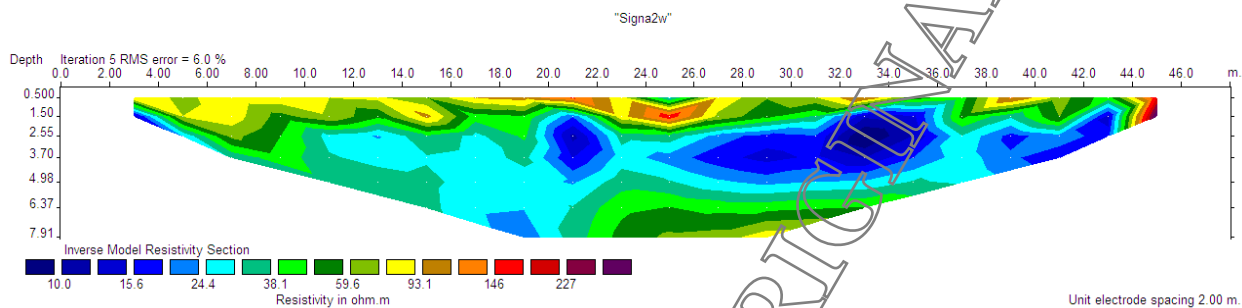 "Signa2w"
Depth Iteration 5 RMS error = 6.0 %
0.0 2.00 4.00 6.00 8.00 10.0 12.0 14.0 16.0 18.0 20.0 22.0 24.0 26.0 28.0 30.0 32.0 34.0 36.0 38.0 40.0 42.0 44.0 46.0 m.
0.500
1.50
2.55
3.70
4.98
6.37
7.91
Inverse Model Resistivity Section
10.0 15.6 24.4 38.1 59.6 93.1 146 227
Resistivity in ohm.m
Unit electrode spacing 2.00 m.